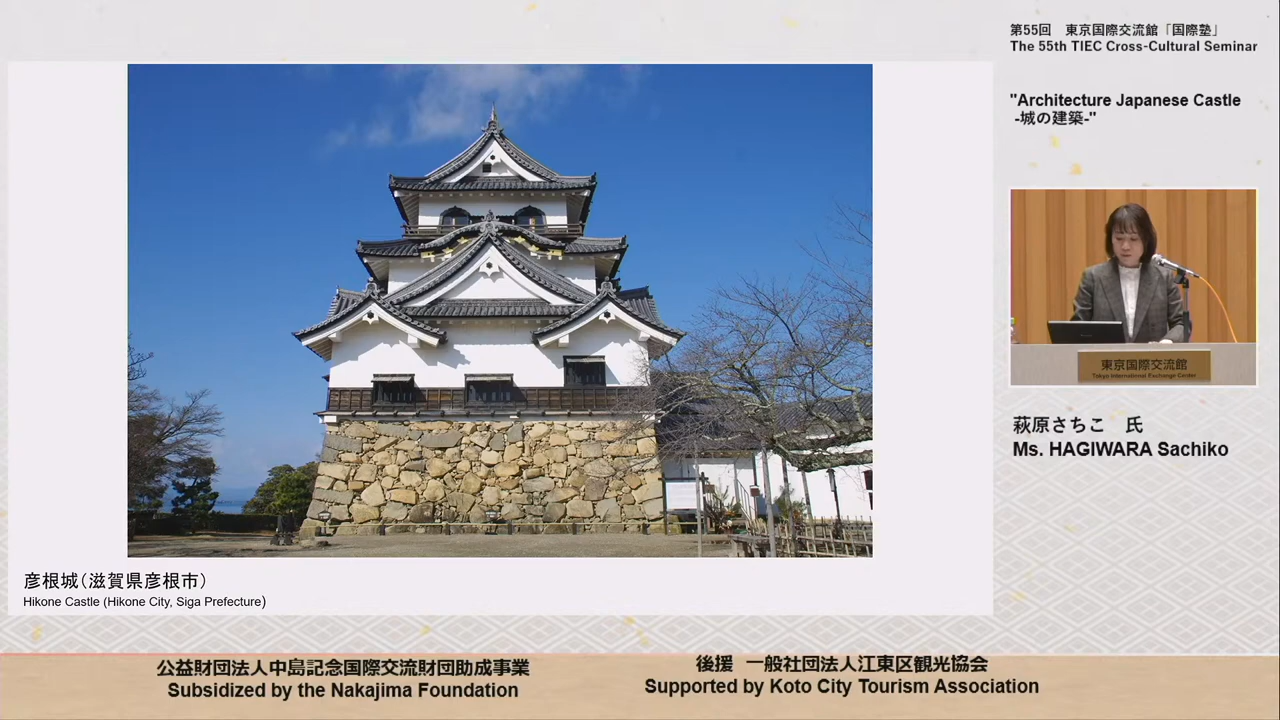 第55回　東京国際交流館「国際塾」
The 55th TIEC Cross-Cultural Seminar
"Architecture Japanese Castle
-城の建築-"
東京国際交流館
Tokyo International Exchange Center
萩原さちこ　氏
Ms. HAGIWARA Sachiko
彦根城（滋賀県彦根市）
Hikone Castle (Hikone City, Siga Prefecture)
公益財団法人中島記念国際交流財団助成事業
Subsidized by the Nakajima Foundation
後援　一般社団法人江東区観光協会
Supported by Koto City Tourism Association